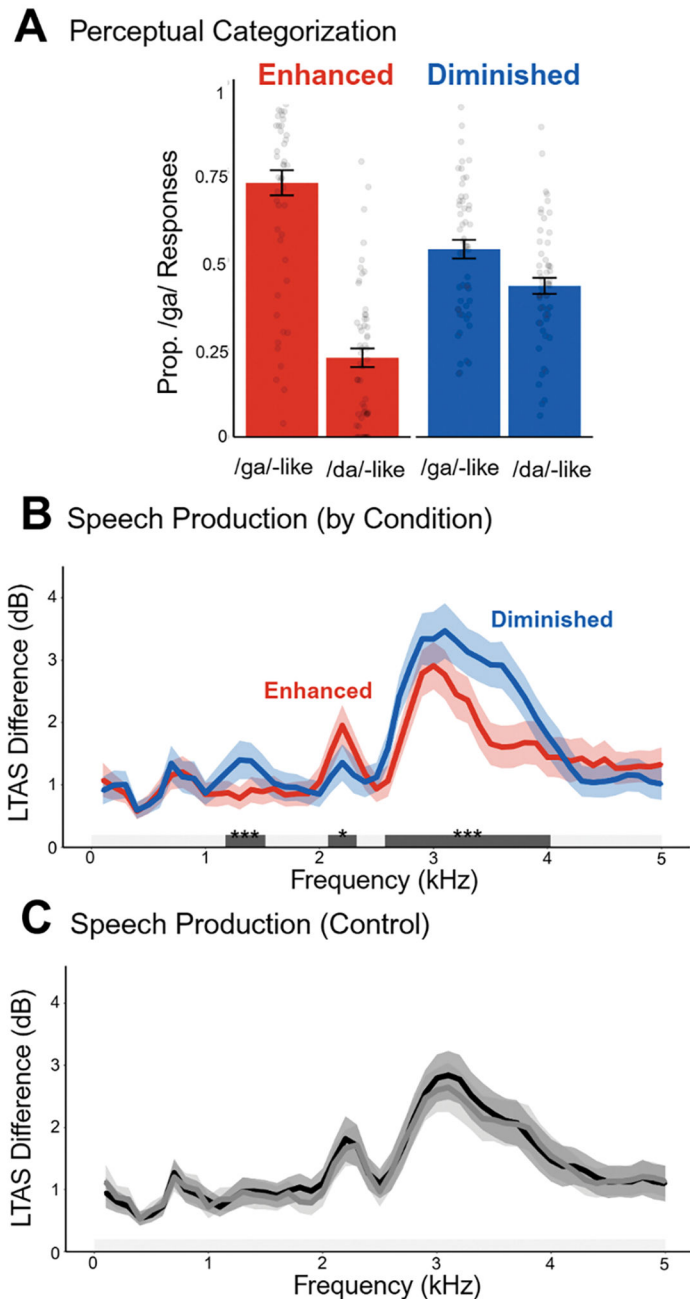 A Perceptual Categorization
Enhanced Diminished
Prop. /ga/ Responses
1
0.75
0.5
0.25
0
/ga/-like /da/-like /ga/-like /da/-like
B Speech Production (by Condition)
LTAS Difference (dB)
4
3
2
1
0
Diminished
Enhanced
*** * ***
0 1 2 3 4 5
Frequency (kHz)
C Speech Production (Control)
LTAS Difference (dB)
4
3
2
1
0
0 1 2 3 4 5
Frequency (kHz)